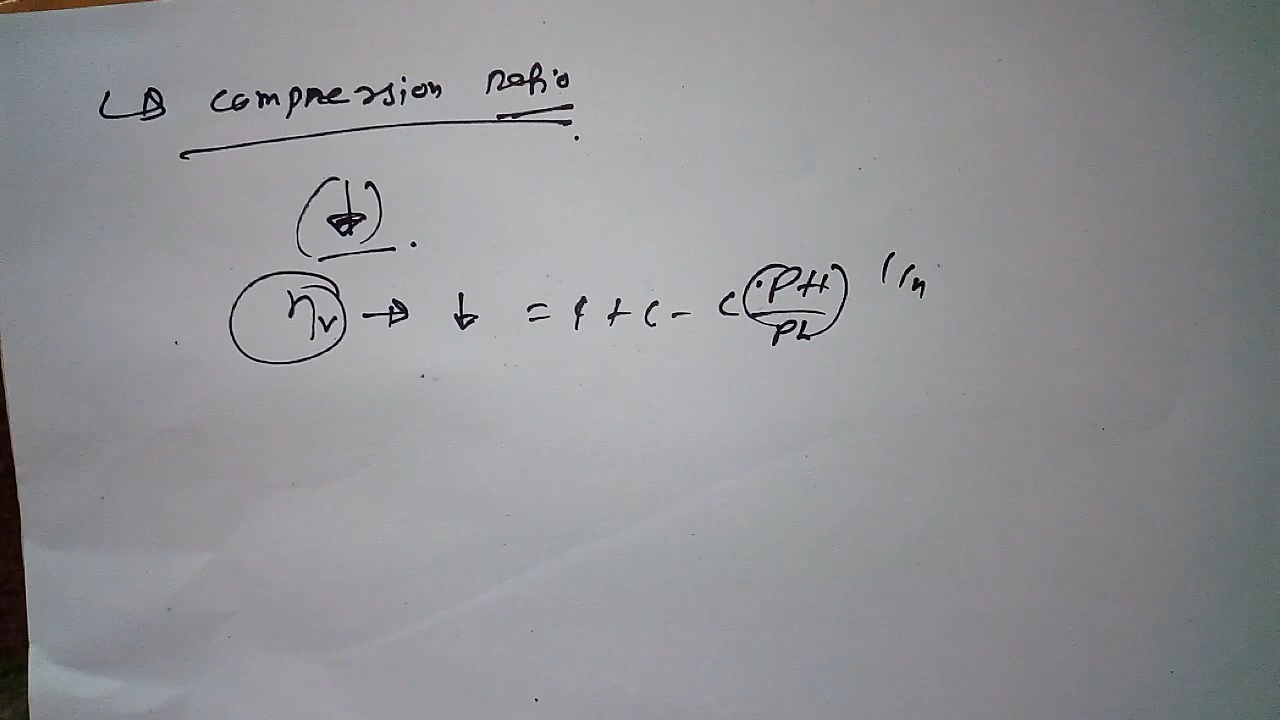 ↳ compression ratio
(↓).
ηv → ↓ = 1 + c - c(PH/PL)^1/n